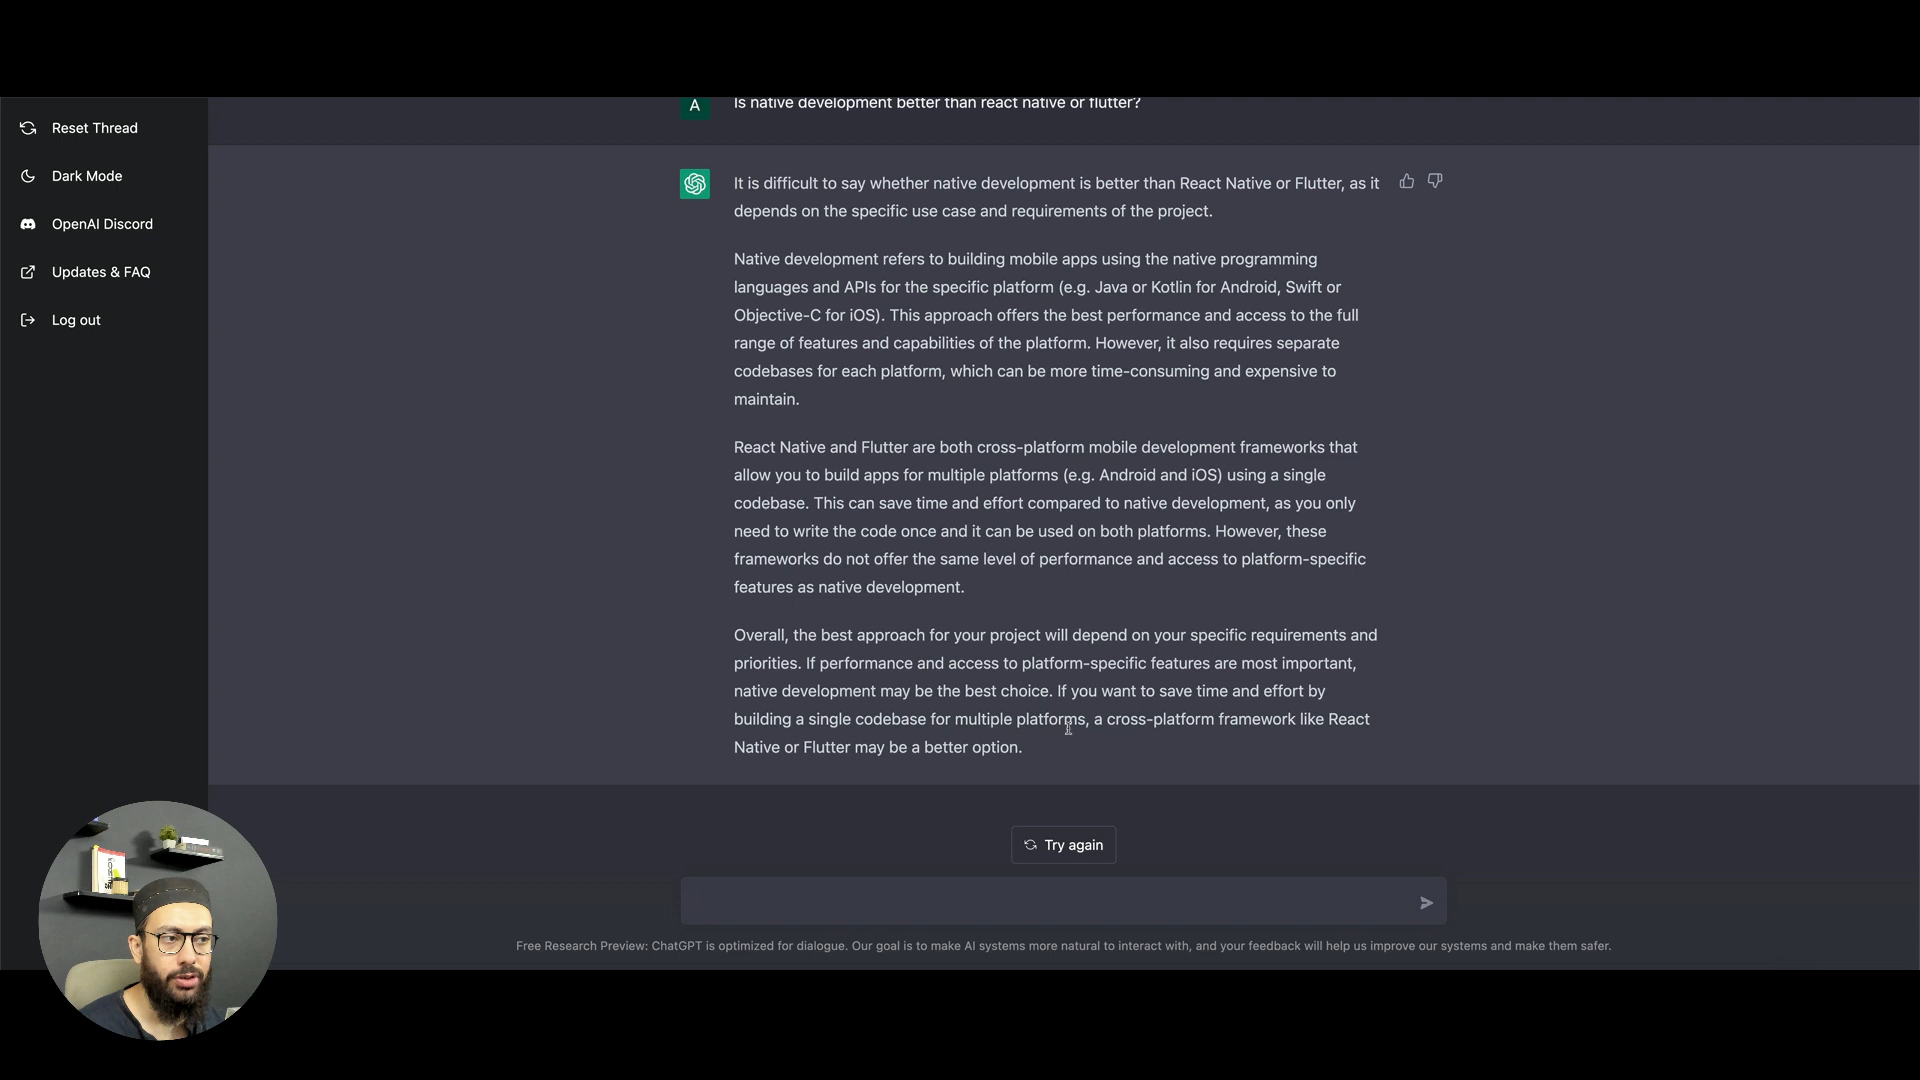 Reset Thread
Dark Mode
OpenAI Discord
Updates & FAQ
Log out
A
Is native development better than react native or flutter?
It is difficult to say whether native development is better than React Native or Flutter, as it
depends on the specific use case and requirements of the project.
Native development refers to building mobile apps using the native programming
languages and APIs for the specific platform (e.g. Java or Kotlin for Android, Swift or
Objective-C for iOS). This approach offers the best performance and access to the full
range of features and capabilities of the platform. However, it also requires separate
codebases for each platform, which can be more time-consuming and expensive to
maintain.
React Native and Flutter are both cross-platform mobile development frameworks that
allow you to build apps for multiple platforms (e.g. Android and iOS) using a single
codebase. This can save time and effort compared to native development, as you only
need to write the code once and it can be used on both platforms. However, these
frameworks do not offer the same level of performance and access to platform-specific
features as native development.
Overall, the best approach for your project will depend on your specific requirements and
priorities. If performance and access to platform-specific features are most important,
native development may be the best choice. If you want to save time and effort by
building a single codebase for multiple platforms, a cross-platform framework like React
Native or Flutter may be a better option.
Try again
Free Research Preview: ChatGPT is optimized for dialogue. Our goal is to make AI systems more natural to interact with, and your feedback will help us improve our systems and make them safer.